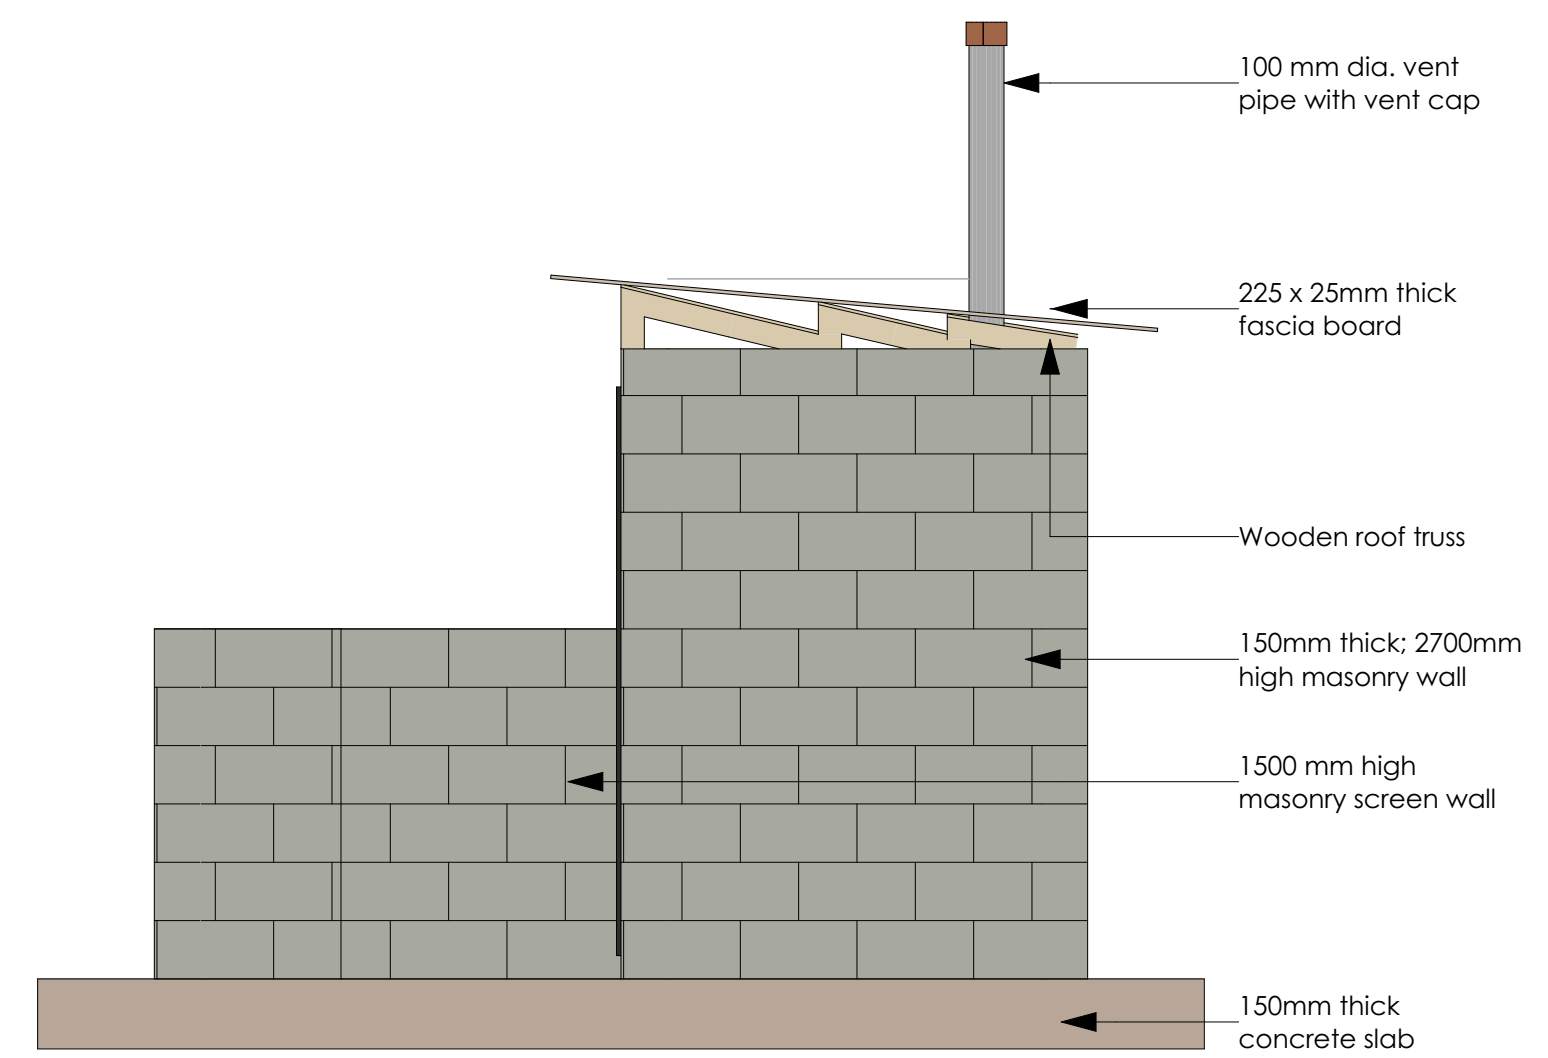 100 mm dia. vent
pipe with vent cap
225 x 25mm thick
fascia board
Wooden roof truss
150mm thick; 2700mm
high masonry wall
1500 mm high
masonry screen wall
150mm thick
concrete slab